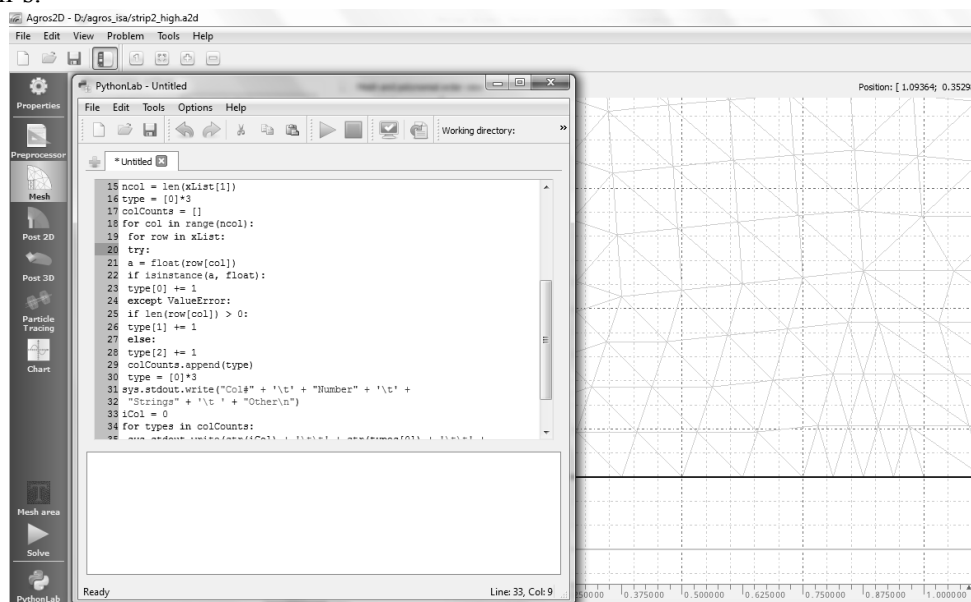 Agros2D - D:/agros_isa/strip2_high.a2d
File Edit View Problem Tools Help
Properties
Preprocessor
Mesh
Post 2D
Post 3D
Particle
Tracing
Chart
Mesh area
Solve
PythonLab
PythonLab - Untitled
File Edit Tools Options Help
Working directory:
»
* Untitled
15 ncol = len(xList[1])
16 type = [0]*3
17 colCounts = []
18 for col in range(ncol):
19 for row in xList:
20 try:
21 a = float(row[col])
22 if isinstance(a, float):
23 type[0] += 1
24 except ValueError:
25 if len(row[col]) > 0:
26 type[1] += 1
27 else:
28 type[2] += 1
29 colCounts.append(type)
30 type = [0]*3
31 sys.stdout.write("Col#" + '\t' + "Number" + '\t' +
32 "Strings" + '\t ' + "Other\n")
33 iCol = 0
34 for types in colCounts:
Ready
Line: 33, Col: 9
Position: [ 1.09364; 0.3529
0.375000 0.500000 0.625000 0.750000 0.875000 1.000000